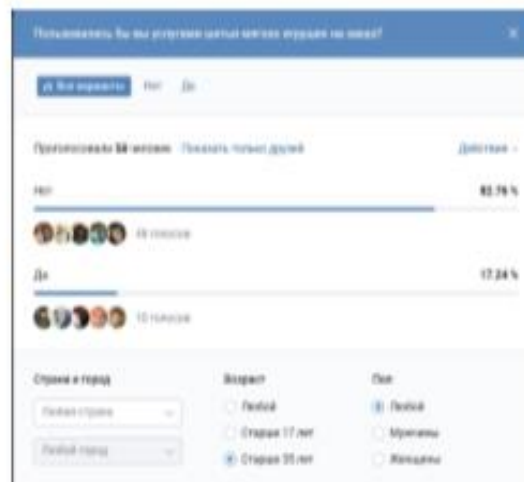 Пользовались бы вы услугами шитья мягких игрушек на заказ?
Все варианты Нет Да
Проголосовали 58 человек Показать только друзей Действия
Нет 82.76 %
48 голосов
Да 17.24 %
10 голосов
Страна и город Возраст Пол
Любая страна Любой Любой
Старше 17 лет Мужчины
Любой город Старше 35 лет Женщины